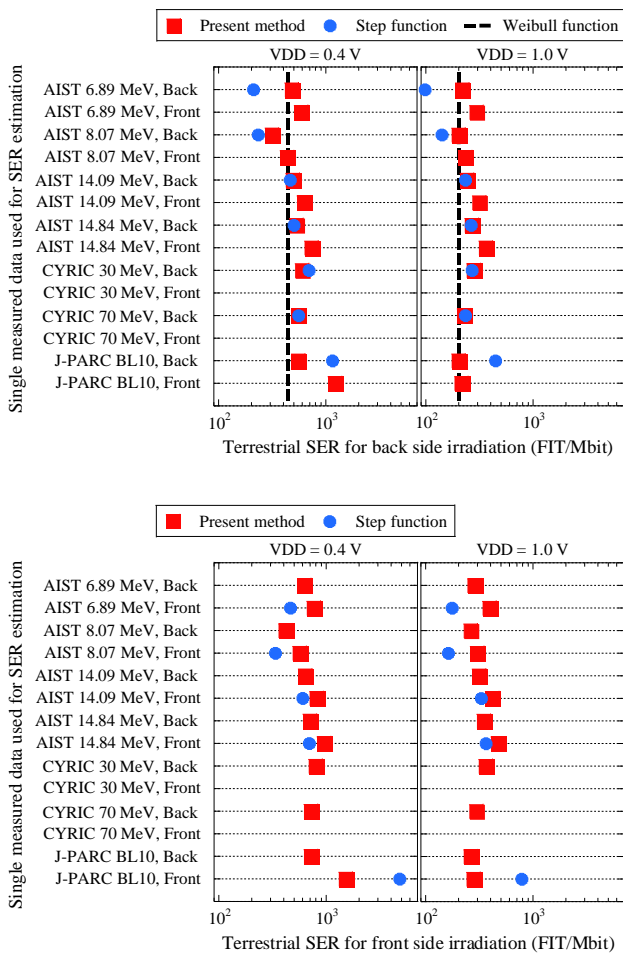 Present method Step function Weibull function
VDD = 0.4 V VDD = 1.0 V
Single measured data used for SER estimation
AIST 6.89 MeV, Back
AIST 6.89 MeV, Front
AIST 8.07 MeV, Back
AIST 8.07 MeV, Front
AIST 14.09 MeV, Back
AIST 14.09 MeV, Front
AIST 14.84 MeV, Back
AIST 14.84 MeV, Front
CYRIC 30 MeV, Back
CYRIC 30 MeV, Front
CYRIC 70 MeV, Back
CYRIC 70 MeV, Front
J-PARC BL10, Back
J-PARC BL10, Front
10² 10³ 10² 10³
Terrestrial SER for back side irradiation (FIT/Mbit)
Present method Step function
VDD = 0.4 V VDD = 1.0 V
Single measured data used for SER estimation
AIST 6.89 MeV, Back
AIST 6.89 MeV, Front
AIST 8.07 MeV, Back
AIST 8.07 MeV, Front
AIST 14.09 MeV, Back
AIST 14.09 MeV, Front
AIST 14.84 MeV, Back
AIST 14.84 MeV, Front
CYRIC 30 MeV, Back
CYRIC 30 MeV, Front
CYRIC 70 MeV, Back
CYRIC 70 MeV, Front
J-PARC BL10, Back
J-PARC BL10, Front
10² 10³ 10² 10³
Terrestrial SER for front side irradiation (FIT/Mbit)